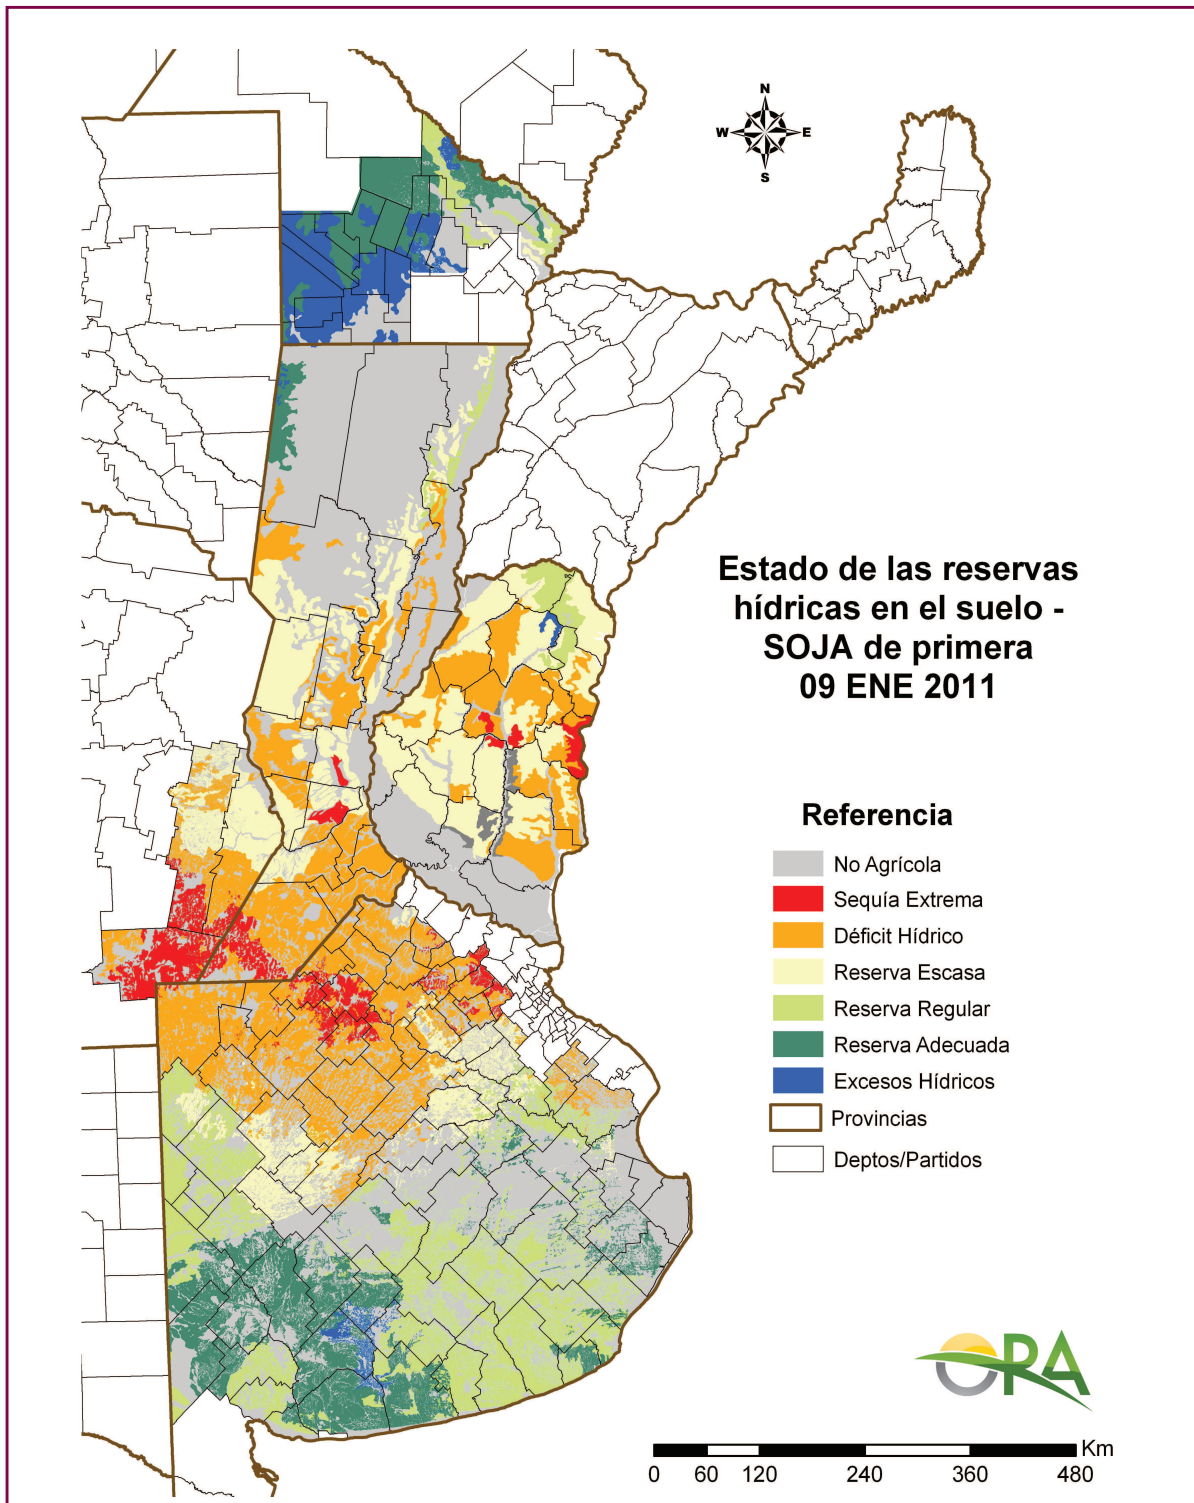 N
W E
S
Estado de las reservas
hídricas en el suelo -
SOJA de primera
09 ENE 2011
Referencia
No Agrícola
Sequía Extrema
Déficit Hídrico
Reserva Escasa
Reserva Regular
Reserva Adecuada
Excesos Hídricos
Provincias
Deptos/Partidos
ORA
Km
0 60 120 240 360 480